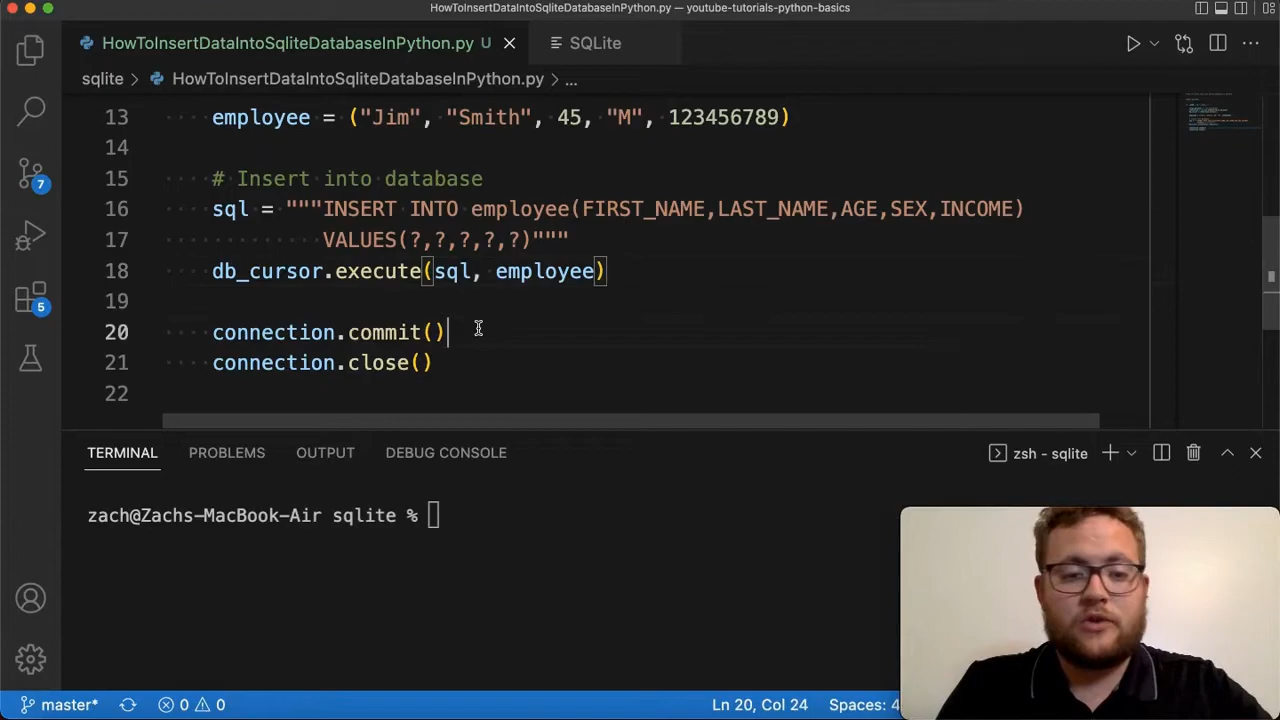 HowToInsertDataIntoSqliteDatabaseInPython.py — youtube-tutorials-python-basics
HowToInsertDataIntoSqliteDatabaseInPython.py U
SQLite
sqlite > HowToInsertDataIntoSqliteDatabaseInPython.py > ...
13 employee = ("Jim", "Smith", 45, "M", 123456789)
14
15 # Insert into database
16 sql = """INSERT INTO employee(FIRST_NAME,LAST_NAME,AGE,SEX,INCOME)
17 VALUES(?,?,?,?,?)"""
18 db_cursor.execute(sql, employee)
19
20 connection.commit()
21 connection.close()
22
7
5
TERMINAL PROBLEMS OUTPUT DEBUG CONSOLE
zsh - sqlite
zach@Zachs-MacBook-Air sqlite %
master* 0 0 Ln 20, Col 24 Spaces: 4